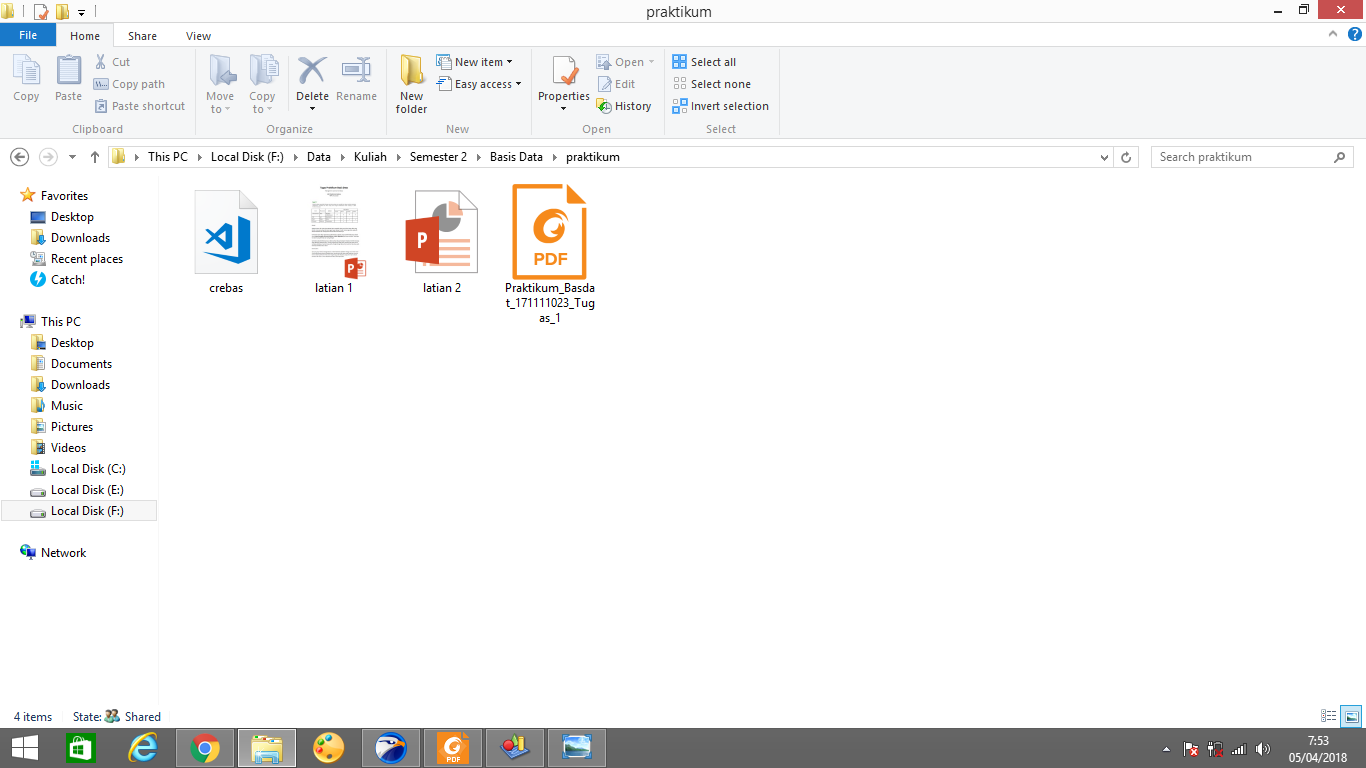 praktikum
File Home Share View
Copy
Paste
Cut
Copy path
Paste shortcut
Clipboard
Move to
Copy to
Delete
Rename
Organize
New folder
New item
Easy access
New
Properties
Open
Edit
History
Open
Select all
Select none
Invert selection
Select
This PC Local Disk (F:) Data Kuliah Semester 2 Basis Data praktikum
Search praktikum
Favorites
Desktop
Downloads
Recent places
Catch!
This PC
Desktop
Documents
Downloads
Music
Pictures
Videos
Local Disk (C:)
Local Disk (E:)
Local Disk (F:)
Network
P
PDF
crebas
latian 1
latian 2
Praktikum_Basda
t_171111023_Tug
as_1
4 items State: Shared
PDF
7:53
05/04/2018